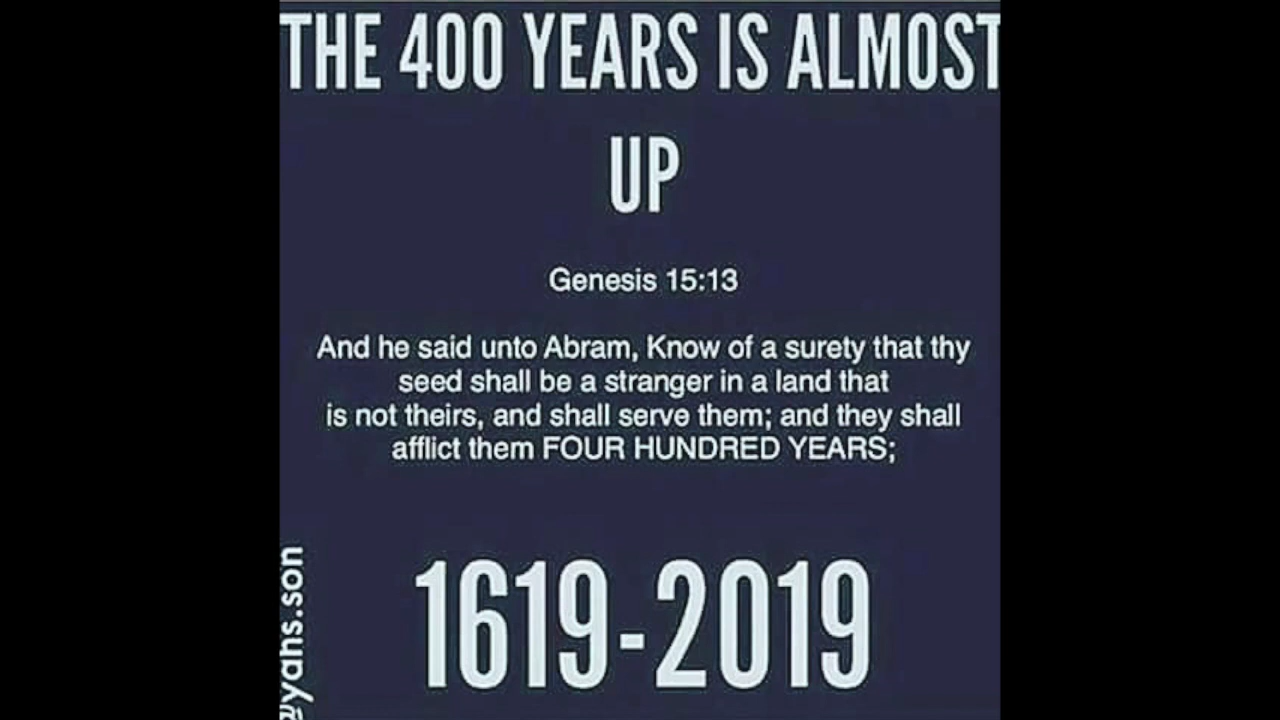 THE 400 YEARS IS ALMOST
UP
Genesis 15:13
And he said unto Abram, Know of a surety that thy
seed shall be a stranger in a land that
is not theirs, and shall serve them; and they shall
afflict them FOUR HUNDRED YEARS;
1619-2019
@yahs.son